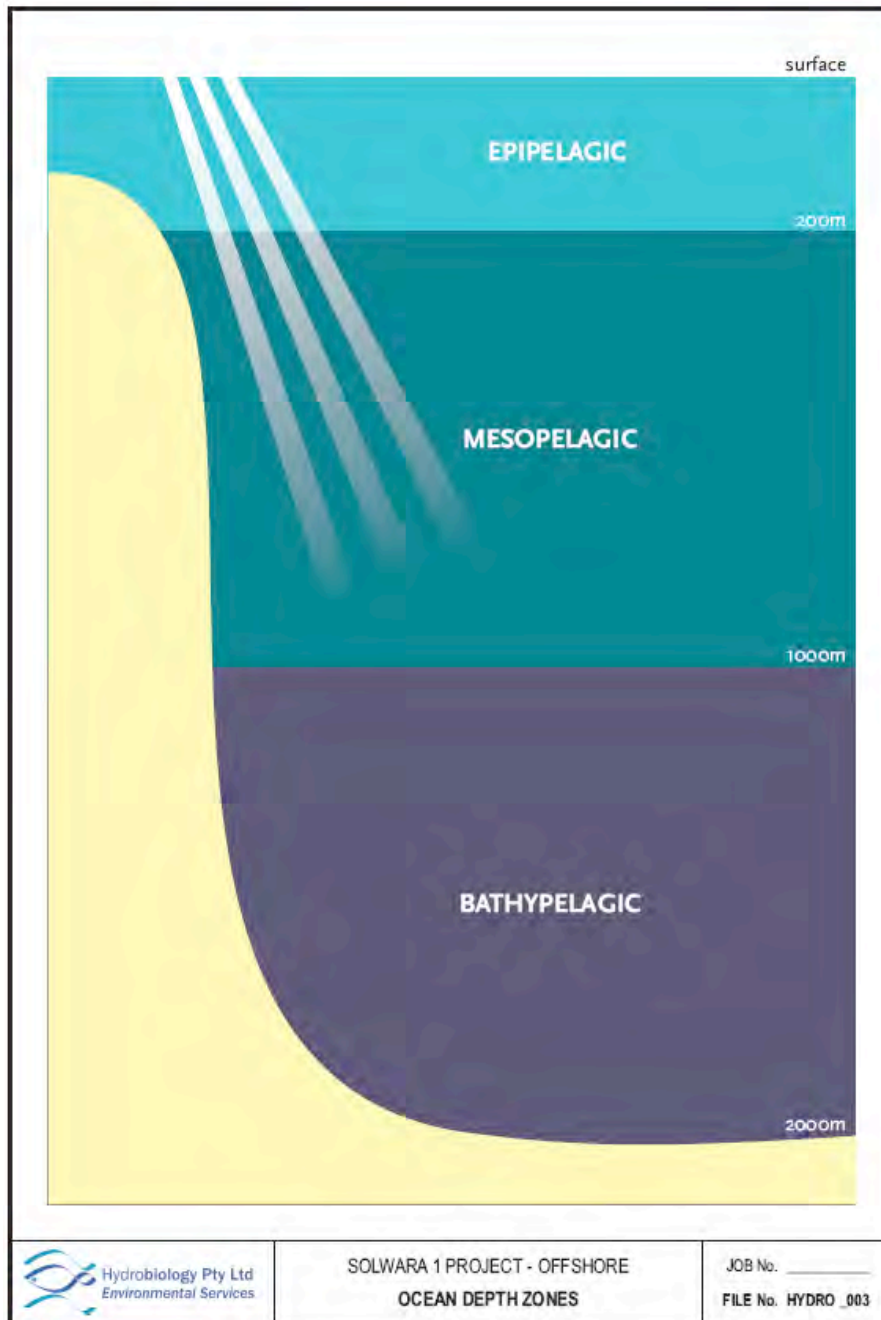 surface
EPIPELAGIC
200m
MESOPELAGIC
1000m
BATHYPELAGIC
2000m
Hydrobiology Pty Ltd
Environmental Services
SOLWARA 1 PROJECT - OFFSHORE
OCEAN DEPTH ZONES
JOB No. __________
FILE No. HYDRO _003